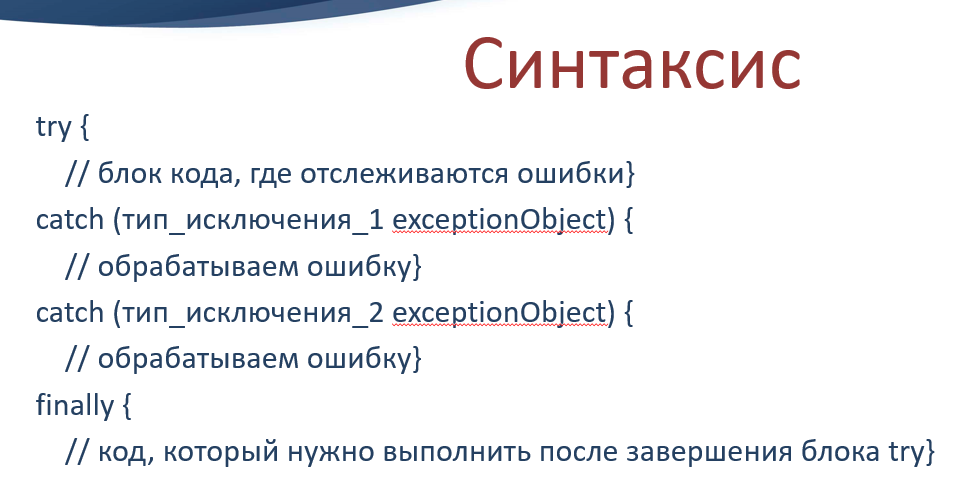 Синтаксис
try {
// блок кода, где отслеживаются ошибки}
catch (тип_исключения_1 exceptionObject) {
// обрабатываем ошибку}
catch (тип_исключения_2 exceptionObject) {
// обрабатываем ошибку}
finally {
// код, который нужно выполнить после завершения блока try}